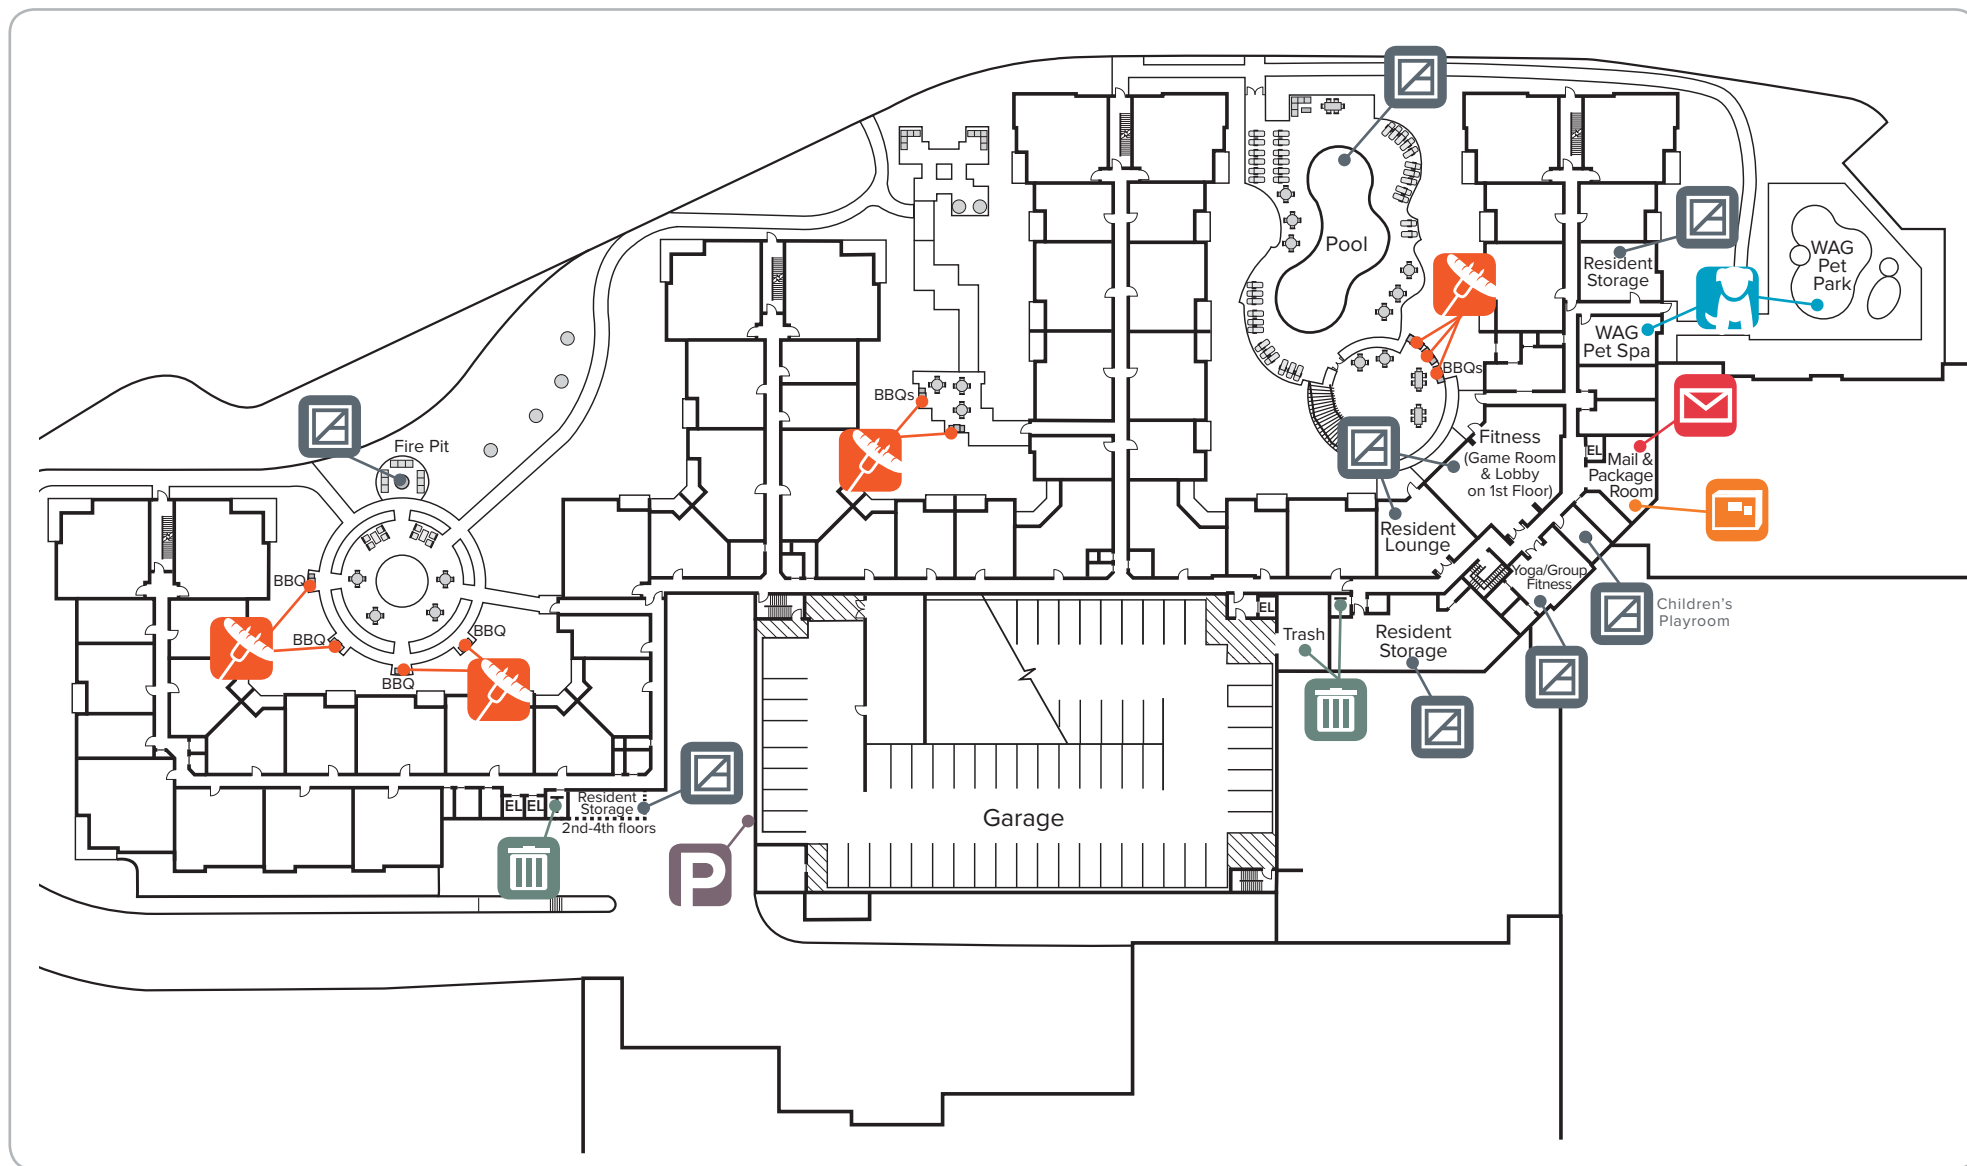 Pool
WAG
Pet
Park
Resident
Storage
WAG
Pet Spa
BBQs
BBQs
Fire Pit
Fitness
(Game Room
& Lobby
on 1st Floor)
EL
Mail &
Package
Room
Resident
Lounge
Yoga/Group
Fitness
Children's
Playroom
BBQ
BBQ
BBQ
BBQ
EL
Trash
Resident
Storage
EL
EL
Resident
Storage
2nd-4th floors
Garage
P